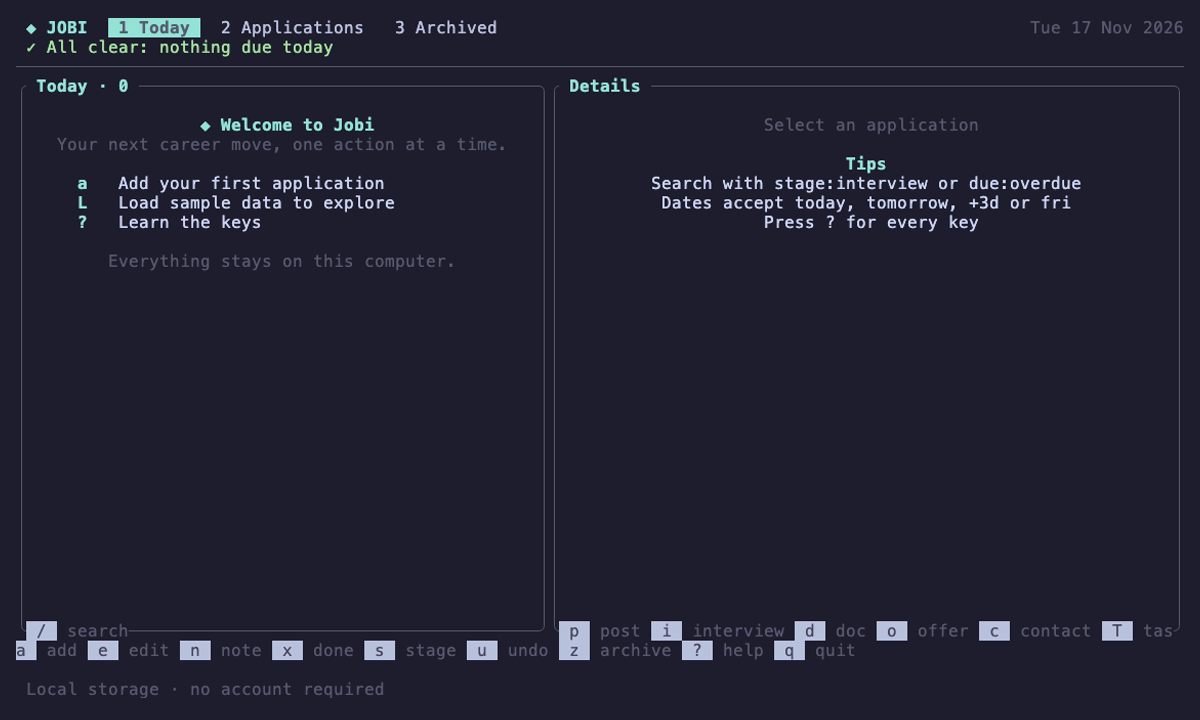 ◆ JOBI 1 Today 2 Applications 3 Archived Tue 17 Nov 2026
✓ All clear: nothing due today
Today · 0
◆ Welcome to Jobi
Your next career move, one action at a time.
a Add your first application
L Load sample data to explore
? Learn the keys
Everything stays on this computer.
Details
Select an application
Tips
Search with stage:interview or due:overdue
Dates accept today, tomorrow, +3d or fri
Press ? for every key
/ search p post i interview d doc o offer c contact T tas
a add e edit n note x done s stage u undo z archive ? help q quit
Local storage · no account required